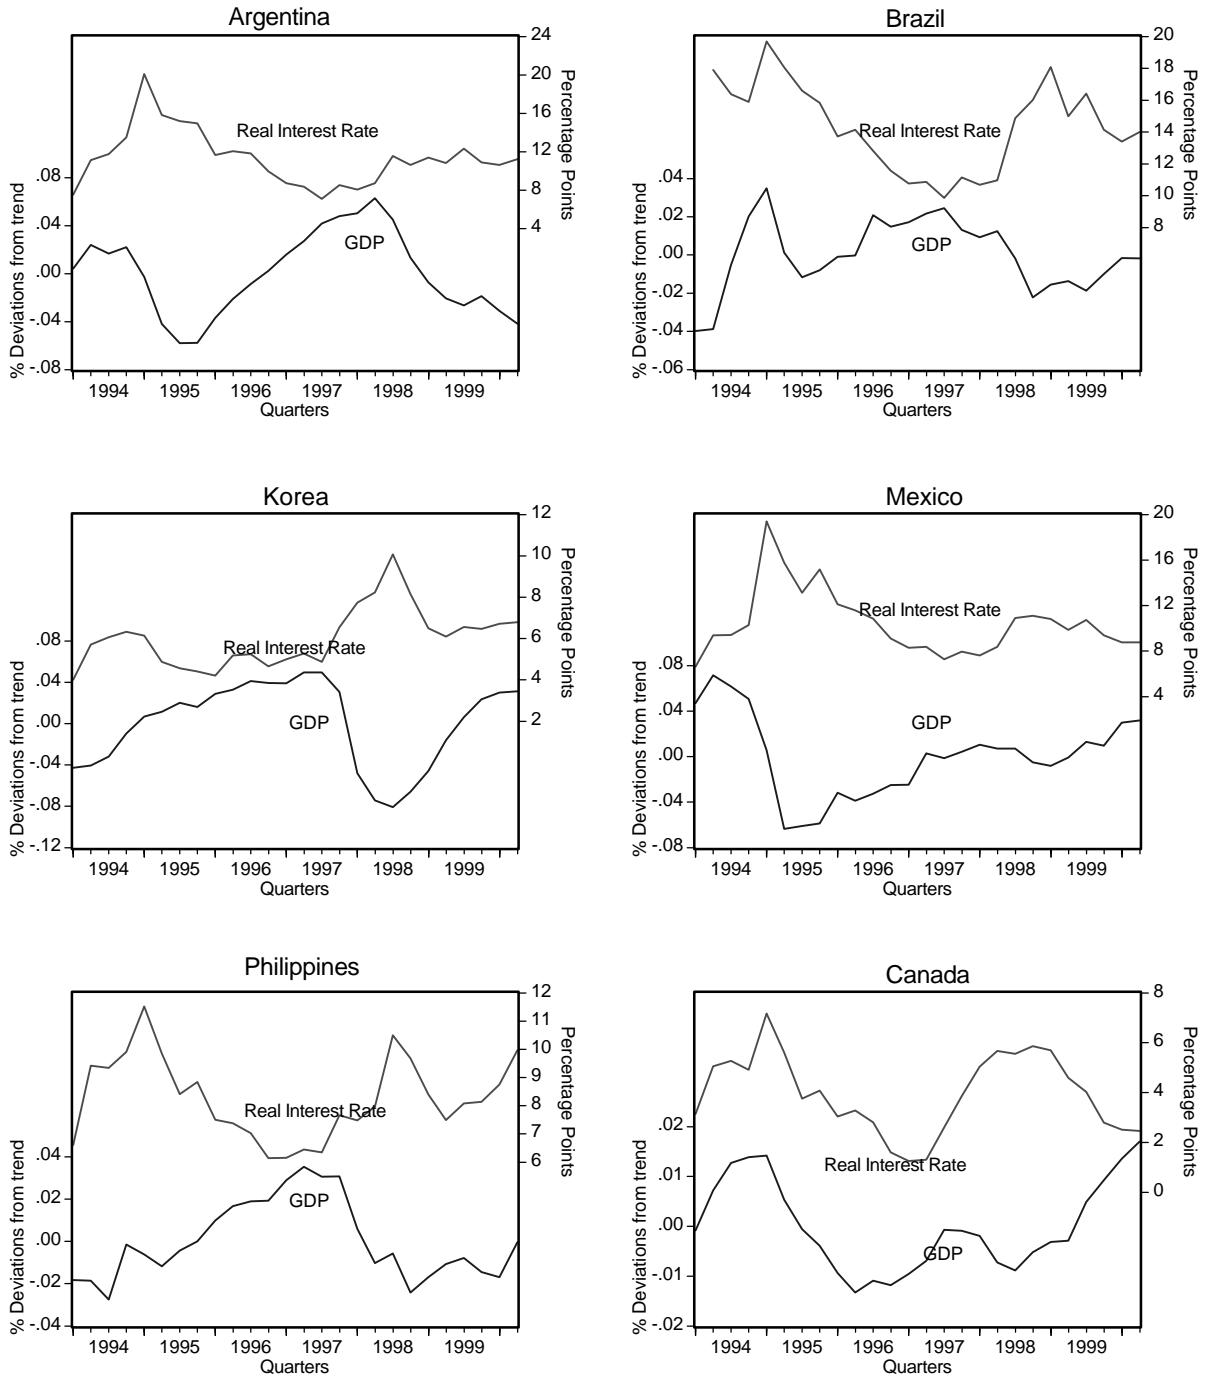 Argentina
24
20
16
12
8
4
Percentage Points
Real Interest Rate
GDP
.08
.04
.00
-.04
-.08
% Deviations from trend
1994 1995 1996 1997 1998 1999
Quarters
Brazil
20
18
16
14
12
10
8
Percentage Points
Real Interest Rate
GDP
.04
.02
.00
-.02
-.04
-.06
% Deviations from trend
1994 1995 1996 1997 1998 1999
Quarters
Korea
12
10
8
6
4
2
Percentage Points
Real Interest Rate
GDP
.08
.04
.00
-.04
-.08
-.12
% Deviations from trend
1994 1995 1996 1997 1998 1999
Quarters
Mexico
20
16
12
8
4
Percentage Points
Real Interest Rate
GDP
.08
.04
.00
-.04
-.08
% Deviations from trend
1994 1995 1996 1997 1998 1999
Quarters
Philippines
12
11
10
9
8
7
6
Percentage Points
Real Interest Rate
GDP
.04
.02
.00
-.02
-.04
% Deviations from trend
1994 1995 1996 1997 1998 1999
Quarters
Canada
8
6
4
2
0
Percentage Points
Real Interest Rate
GDP
.02
.01
.00
-.01
-.02
% Deviations from trend
1994 1995 1996 1997 1998 1999
Quarters